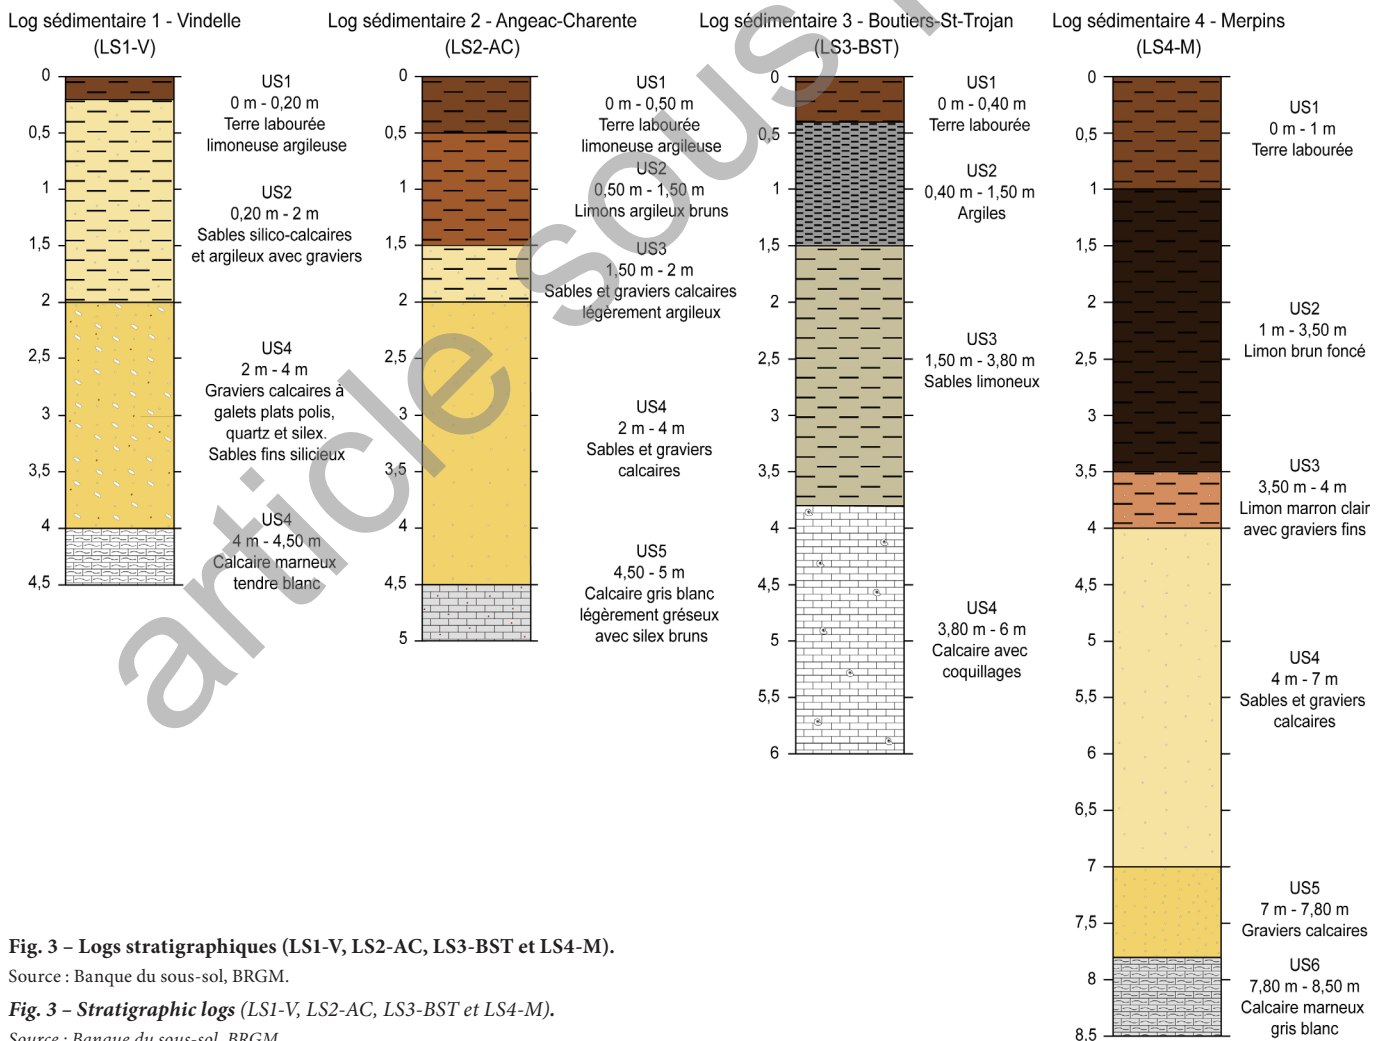 Log sédimentaire 1 - Vindelle
(LS1-V)
0
0,5
1
1,5
2
2,5
3
3,5
4
4,5
US1
0 m - 0,20 m
Terre labourée
limoneuse argileuse
US2
0,20 m - 2 m
Sables silico-calcaires
et argileux avec graviers
US4
2 m - 4 m
Graviers calcaires à
galets plats polis,
quartz et silex.
Sables fins silicieux
US4
4 m - 4,50 m
Calcaire marneux
tendre blanc
Log sédimentaire 2 - Angeac-Charente
(LS2-AC)
0
0,5
1
1,5
2
2,5
3
3,5
4
4,5
5
US1
0 m - 0,50 m
Terre labourée
limoneuse argileuse
US2
0,50 m - 1,50 m
Limons argileux bruns
US3
1,50 m - 2 m
Sables et graviers calcaires
légèrement argileux
US4
2 m - 4 m
Sables et graviers
calcaires
US5
4,50 - 5 m
Calcaire gris blanc
légèrement gréseux
avec silex bruns
Log sédimentaire 3 - Boutiers-St-Trojan
(LS3-BST)
0
0,5
1
1,5
2
2,5
3
3,5
4
4,5
5
5,5
6
US1
0 m - 0,40 m
Terre labourée
US2
0,40 m - 1,50 m
Argiles
US3
1,50 m - 3,80 m
Sables limoneux
US4
3,80 m - 6 m
Calcaire avec
coquillages
Log sédimentaire 4 - Merpins
(LS4-M)
0
0,5
1
1,5
2
2,5
3
3,5
4
4,5
5
5,5
6
6,5
7
7,5
8
8.5
US1
0 m - 1 m
Terre labourée
US2
1 m - 3,50 m
Limon brun foncé
US3
3,50 m - 4 m
Limon marron clair
avec graviers fins
US4
4 m - 7 m
Sables et graviers
calcaires
US5
7 m - 7,80 m
Graviers calcaires
US6
7,80 m - 8,50 m
Calcaire marneux
gris blanc
article sous
Fig. 3 – Logs stratigraphiques (LS1-V, LS2-AC, LS3-BST et LS4-M).
Source : Banque du sous-sol, BRGM.
Fig. 3 – Stratigraphic logs (LS1-V, LS2-AC, LS3-BST et LS4-M).
Source : Banque du sous-sol, BRGM